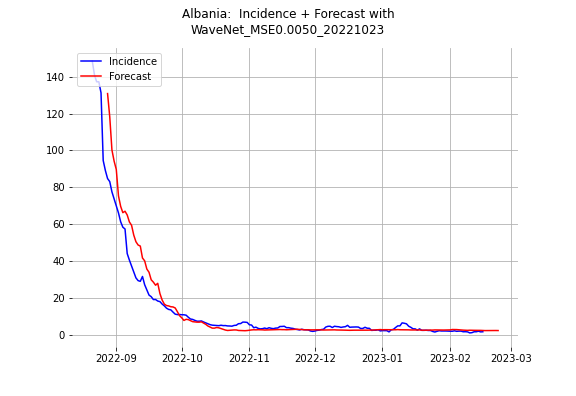 Albania:  Incidence + Forecast with
WaveNet_MSE0.0050_20221023
Incidence
Forecast
140
120
100
80
60
40
20
0
2022-09 2022-10 2022-11 2022-12 2023-01 2023-02 2023-03